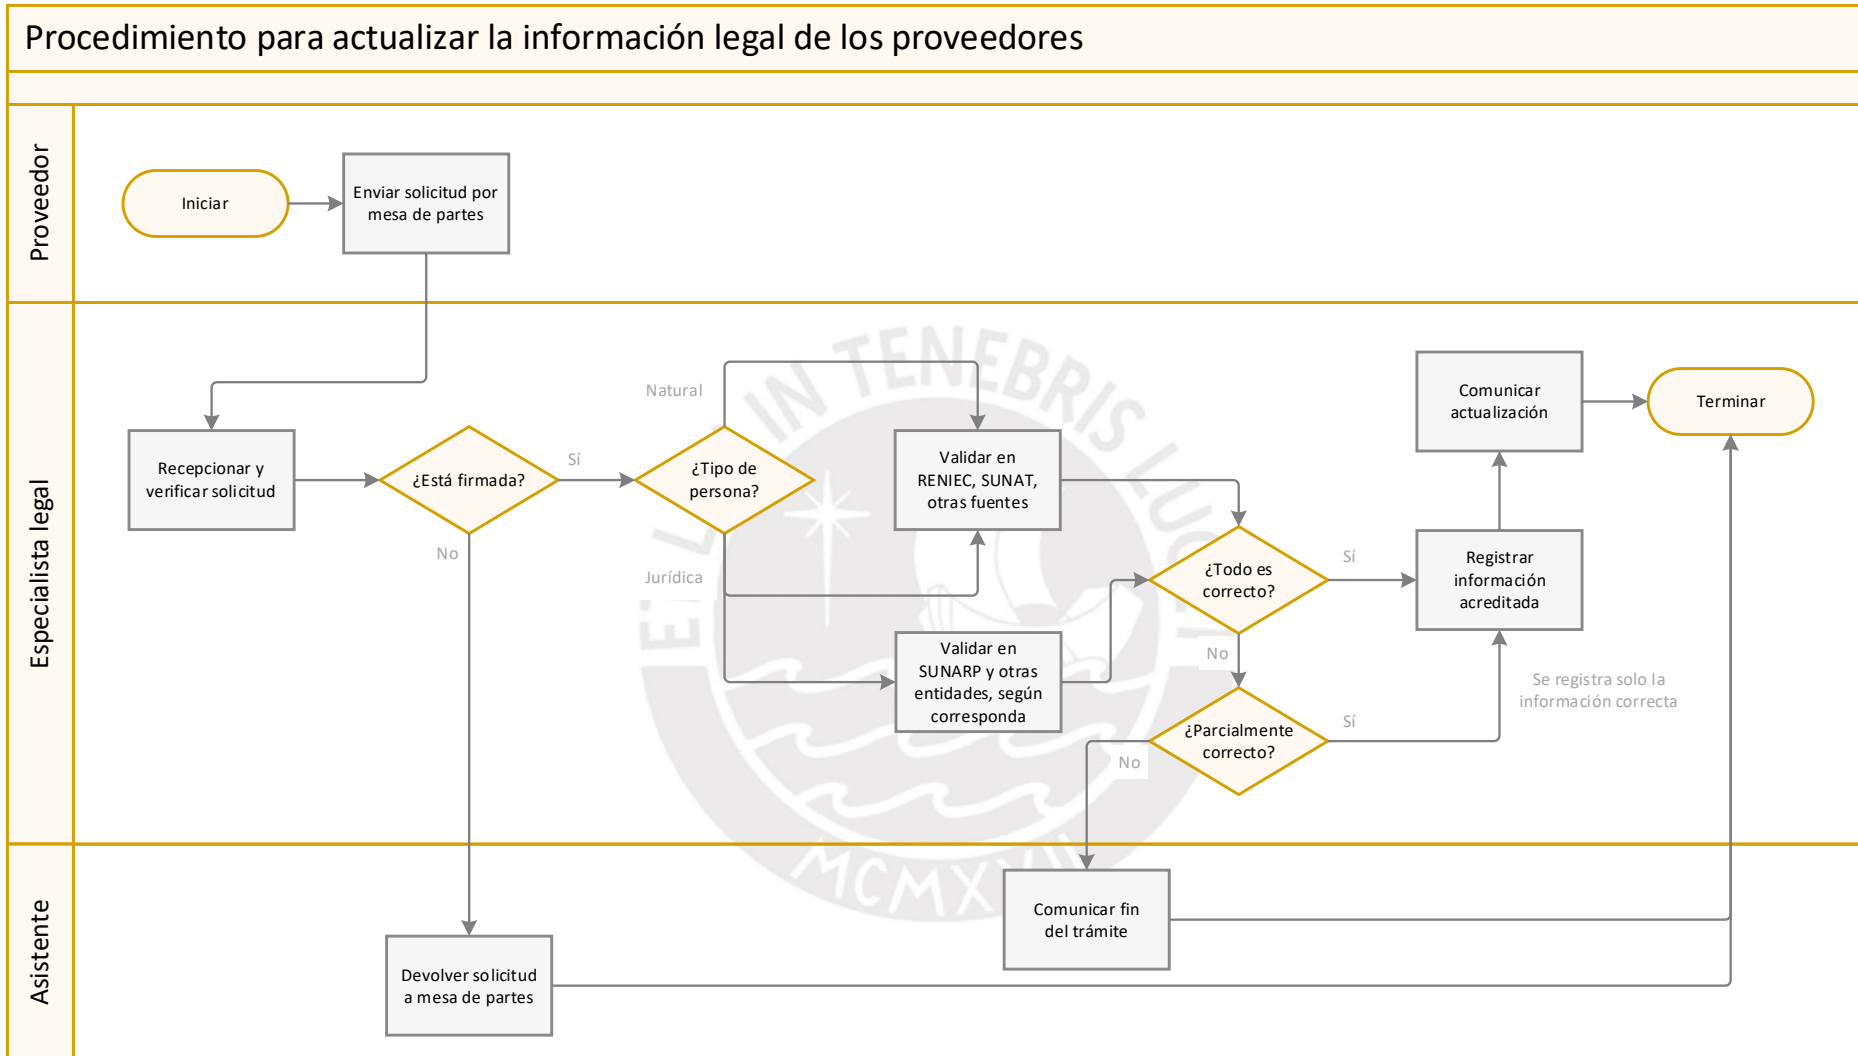 Procedimiento para actualizar la información legal de los proveedores
Proveedor
Iniciar
Enviar solicitud por
mesa de partes
Especialista legal
Recepcionar y
verificar solicitud
¿Está firmada?
Sí
No
¿Tipo de
persona?
Natural
Jurídica
Validar en
RENIEC, SUNAT,
otras fuentes
Validar en
SUNARP y otras
entidades, según
corresponda
¿Todo es
correcto?
Sí
No
¿Parcialmente
correcto?
Sí
No
Se registra solo la
información correcta
Registrar
información
acreditada
Comunicar
actualización
Terminar
Asistente
Devolver solicitud
a mesa de partes
Comunicar fin
del trámite
IN TENEBRIS
MCMXVII